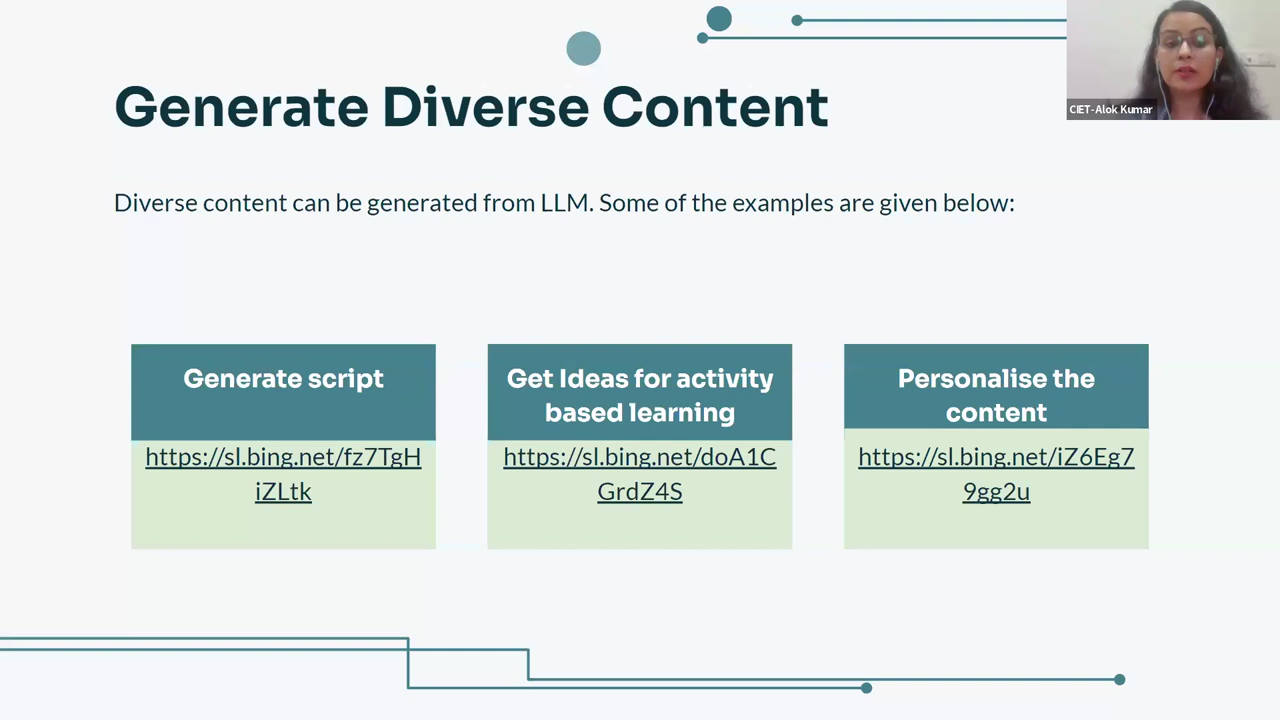 Generate Diverse Content
CIET-Alok Kumar
Diverse content can be generated from LLM. Some of the examples are given below:
Generate script
https://sl.bing.net/fz7TgH
iZLtk
Get Ideas for activity
based learning
https://sl.bing.net/doA1C
GrdZ4S
Personalise the
content
https://sl.bing.net/iZ6Eg7
9gg2u